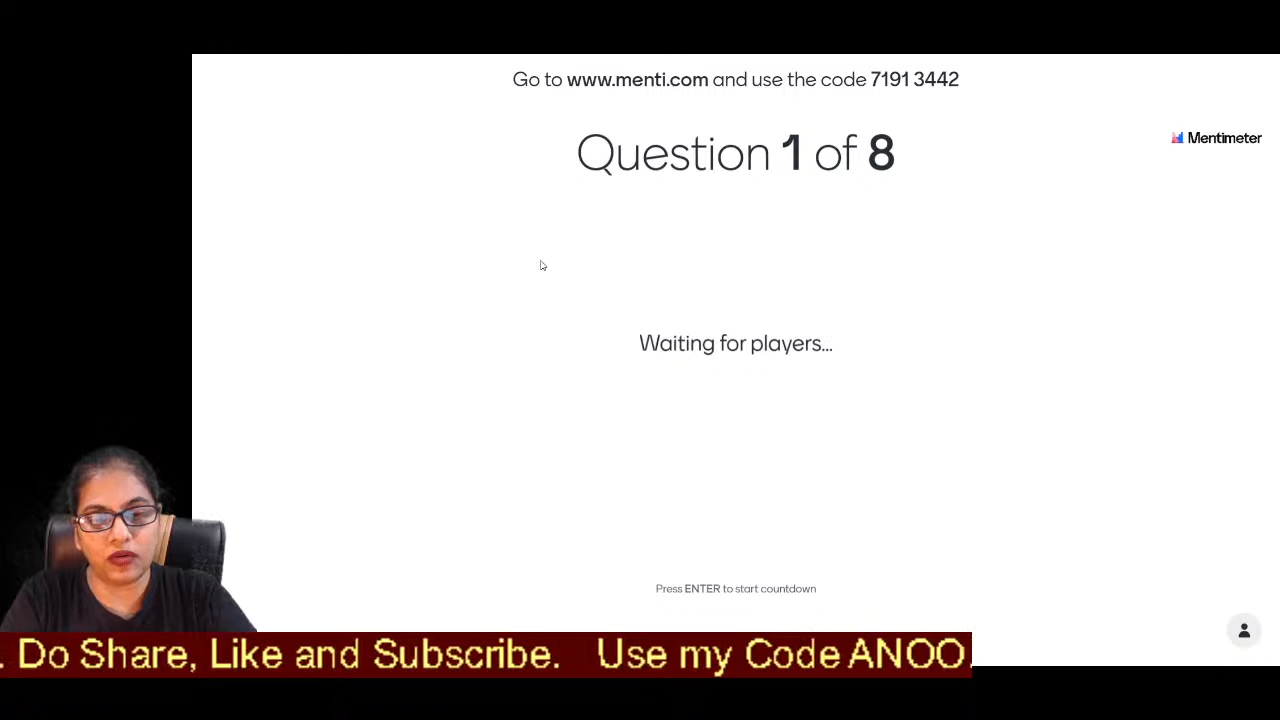 Go to www.menti.com and use the code 7191 3442
Mentimeter
Question 1 of 8
Waiting for players...
Press ENTER to start countdown
. Do Share, Like and Subscribe. Use my Code ANOO.